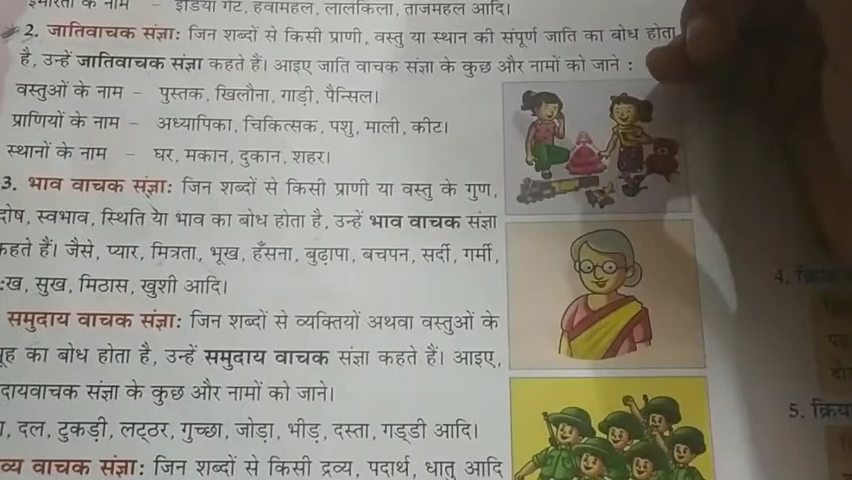 के नाम – इंडिया गेट, हवामहल, लालकिला, ताजमहल आदि।
2. जातिवाचक संज्ञा: जिन शब्दों से किसी प्राणी, वस्तु या स्थान की संपूर्ण जाति का बोध होता
है, उन्हें जातिवाचक संज्ञा कहते हैं। आइए जाति वाचक संज्ञा के कुछ और नामों को जाने :
वस्तुओं के नाम – पुस्तक, खिलौना, गाड़ी, पैन्सिल।
प्राणियों के नाम – अध्यापिका, चिकित्सक, पशु, माली, कीट।
स्थानों के नाम – घर, मकान, दुकान, शहर।
3. भाव वाचक संज्ञा: जिन शब्दों से किसी प्राणी या वस्तु के गुण,
दोष, स्वभाव, स्थिति या भाव का बोध होता है, उन्हें भाव वाचक संज्ञा
कहते हैं। जैसे, प्यार, मित्रता, भूख, हँसना, बुढ़ापा, बचपन, सर्दी, गर्मी,
:ख, सुख, मिठास, खुशी आदि।
समुदाय वाचक संज्ञा: जिन शब्दों से व्यक्तियों अथवा वस्तुओं के
मूह का बोध होता है, उन्हें समुदाय वाचक संज्ञा कहते हैं। आइए,
दायवाचक संज्ञा के कुछ और नामों को जाने।
दल, टुकड़ी, लट्ठर, गुच्छा, जोड़ा, भीड़, दस्ता, गड्डी आदि।
व्य वाचक संज्ञा: जिन शब्दों से किसी द्रव्य, पदार्थ, धातु आदि
4.
5. क्रिय